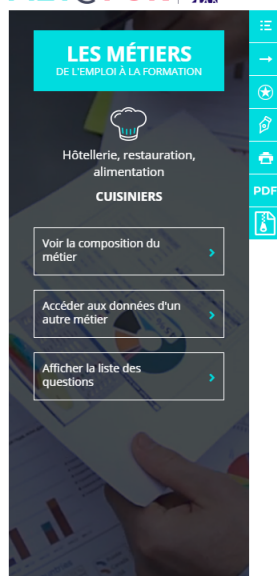 LES MÉTIERS
DE L'EMPLOI À LA FORMATION
Hôtellerie, restauration,
alimentation
CUISINIERS
Voir la composition du
métier
Accéder aux données d'un
autre métier
Afficher la liste des
questions
PDF